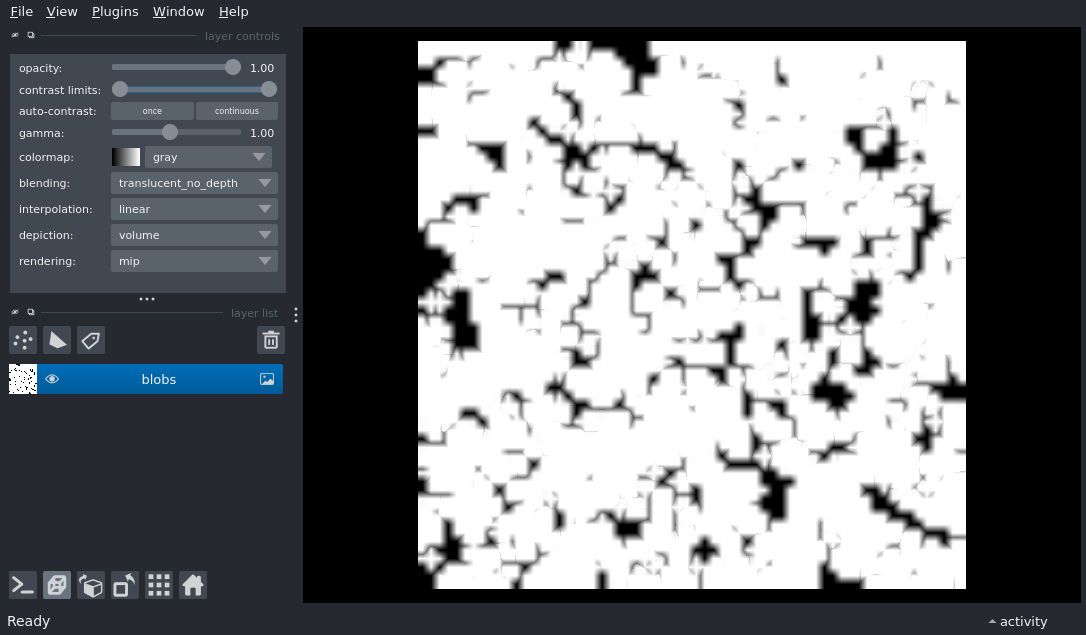 File View Plugins Window Help
layer controls
opacity: 1.00
contrast limits:
auto-contrast: once continuous
gamma: 1.00
colormap: gray
blending: translucent_no_depth
interpolation: linear
depiction: volume
rendering: mip
layer list
blobs
Ready activity